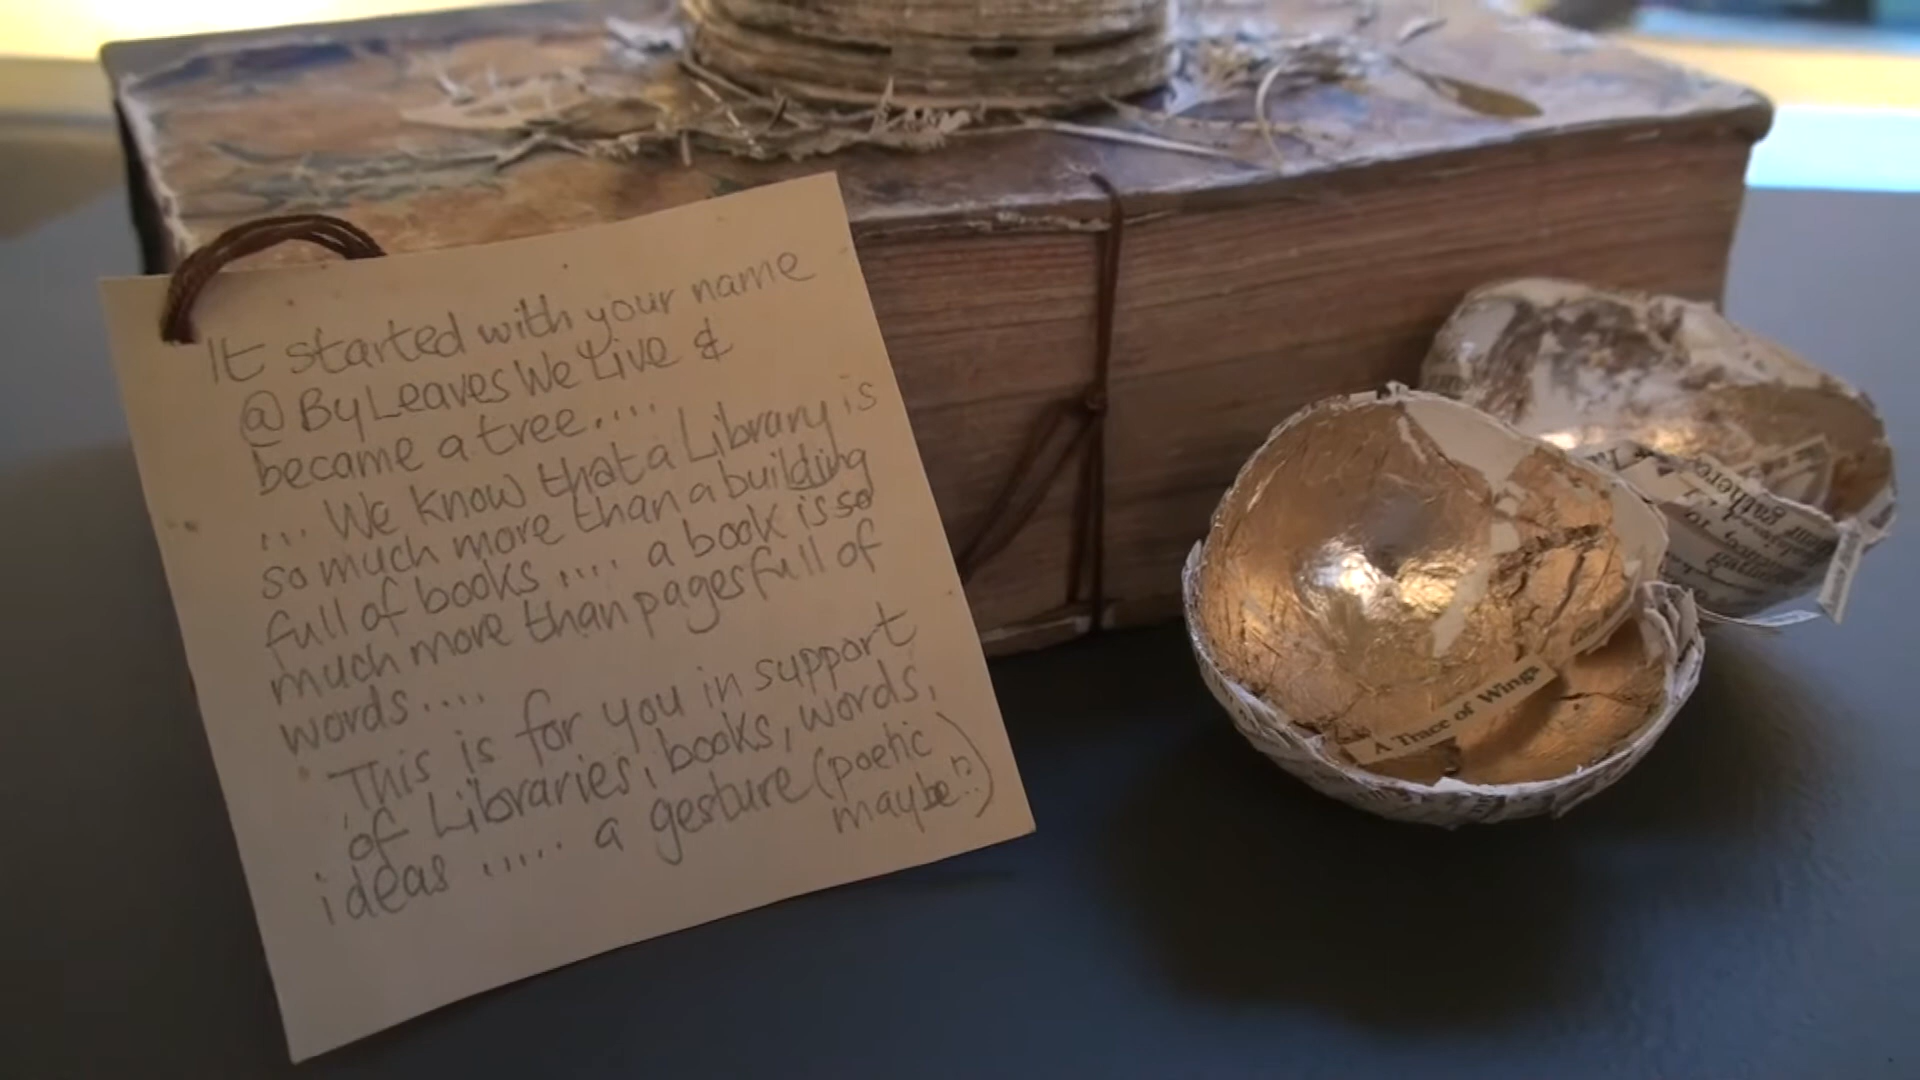 It started with your name
@ByLeavesWeLive &
became a tree....
... We know that a Library is
so much more than a building
full of books.... a book is so
much more than pages full of
words....
This is for you in support
of Libraries, books, words,
ideas ..... a gesture (poetic
maybe!?)
A Trace of Wings